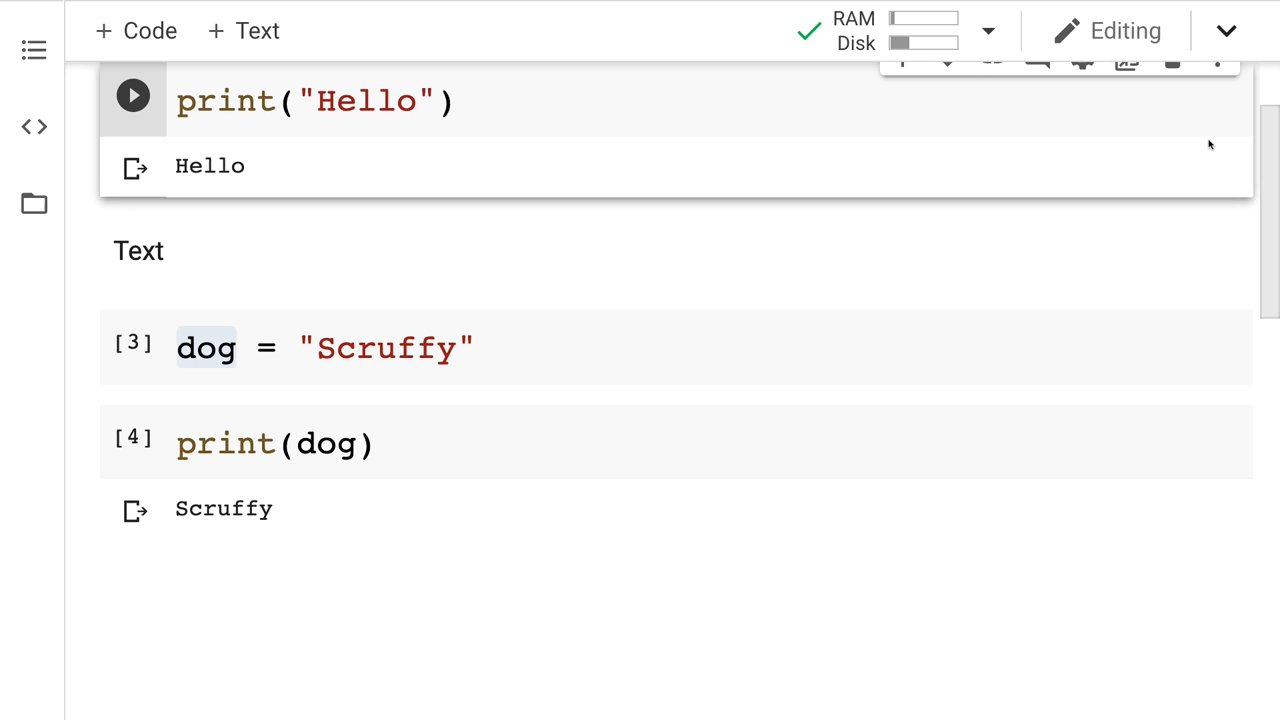 + Code + Text
RAM
Disk
Editing
print("Hello")
Hello
Text
[3] dog = "Scruffy"
[4] print(dog)
Scruffy